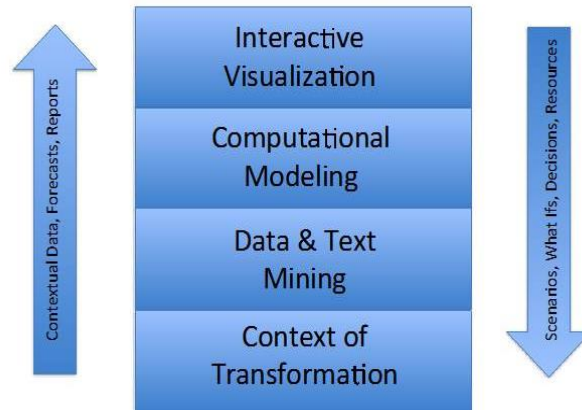 Contextual Data, Forecasts, Reports
Interactive
Visualization
Computational
Modeling
Data & Text
Mining
Context of
Transformation
Scenarios, What Ifs, Decisions, Resources